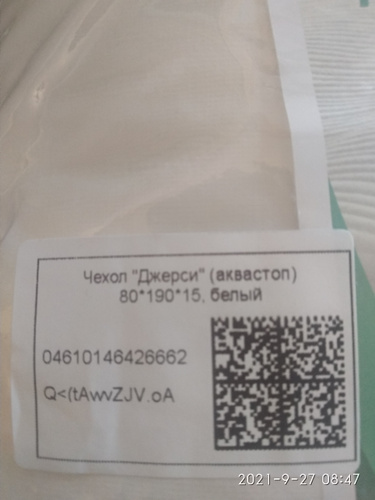 Чехол "Джерси" (аквастоп)
80*190*15, белый
04610146426662
Q<(tAwvZJV.oA
2021-9-27 08:47